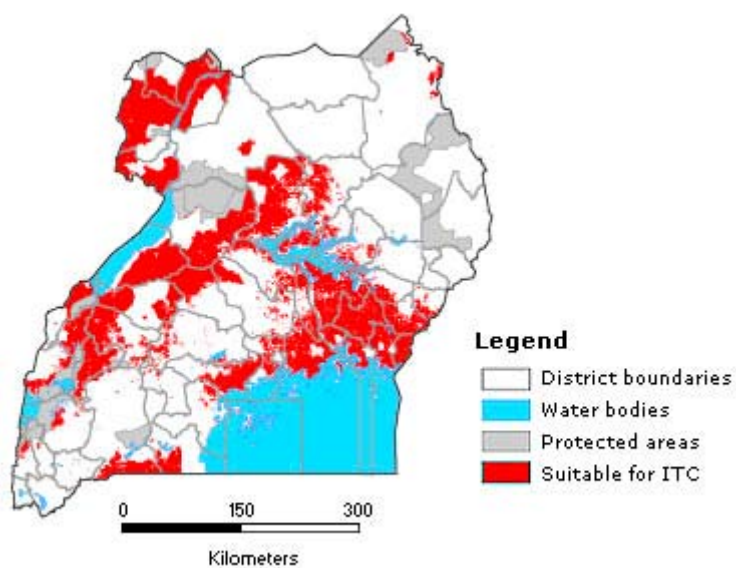 Legend
District boundaries
Water bodies
Protected areas
Suitable for ITC
0 150 300
Kilometers